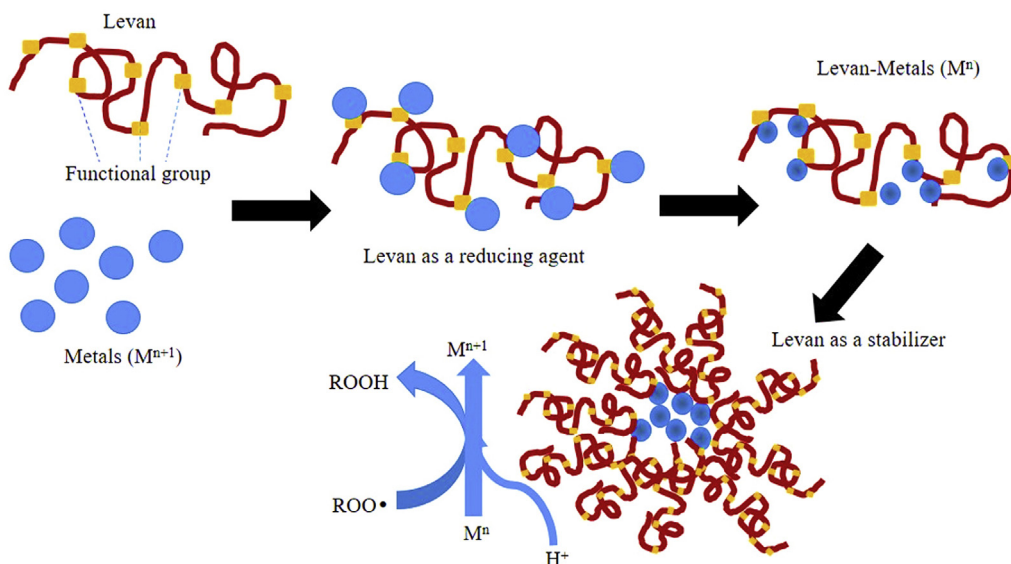 Levan
Functional group
Metals (Mⁿ⁺¹)
Levan as a reducing agent
Levan-Metals (Mⁿ)
Levan as a stabilizer
Mⁿ⁺¹
ROOH
ROO•
Mⁿ
H⁺